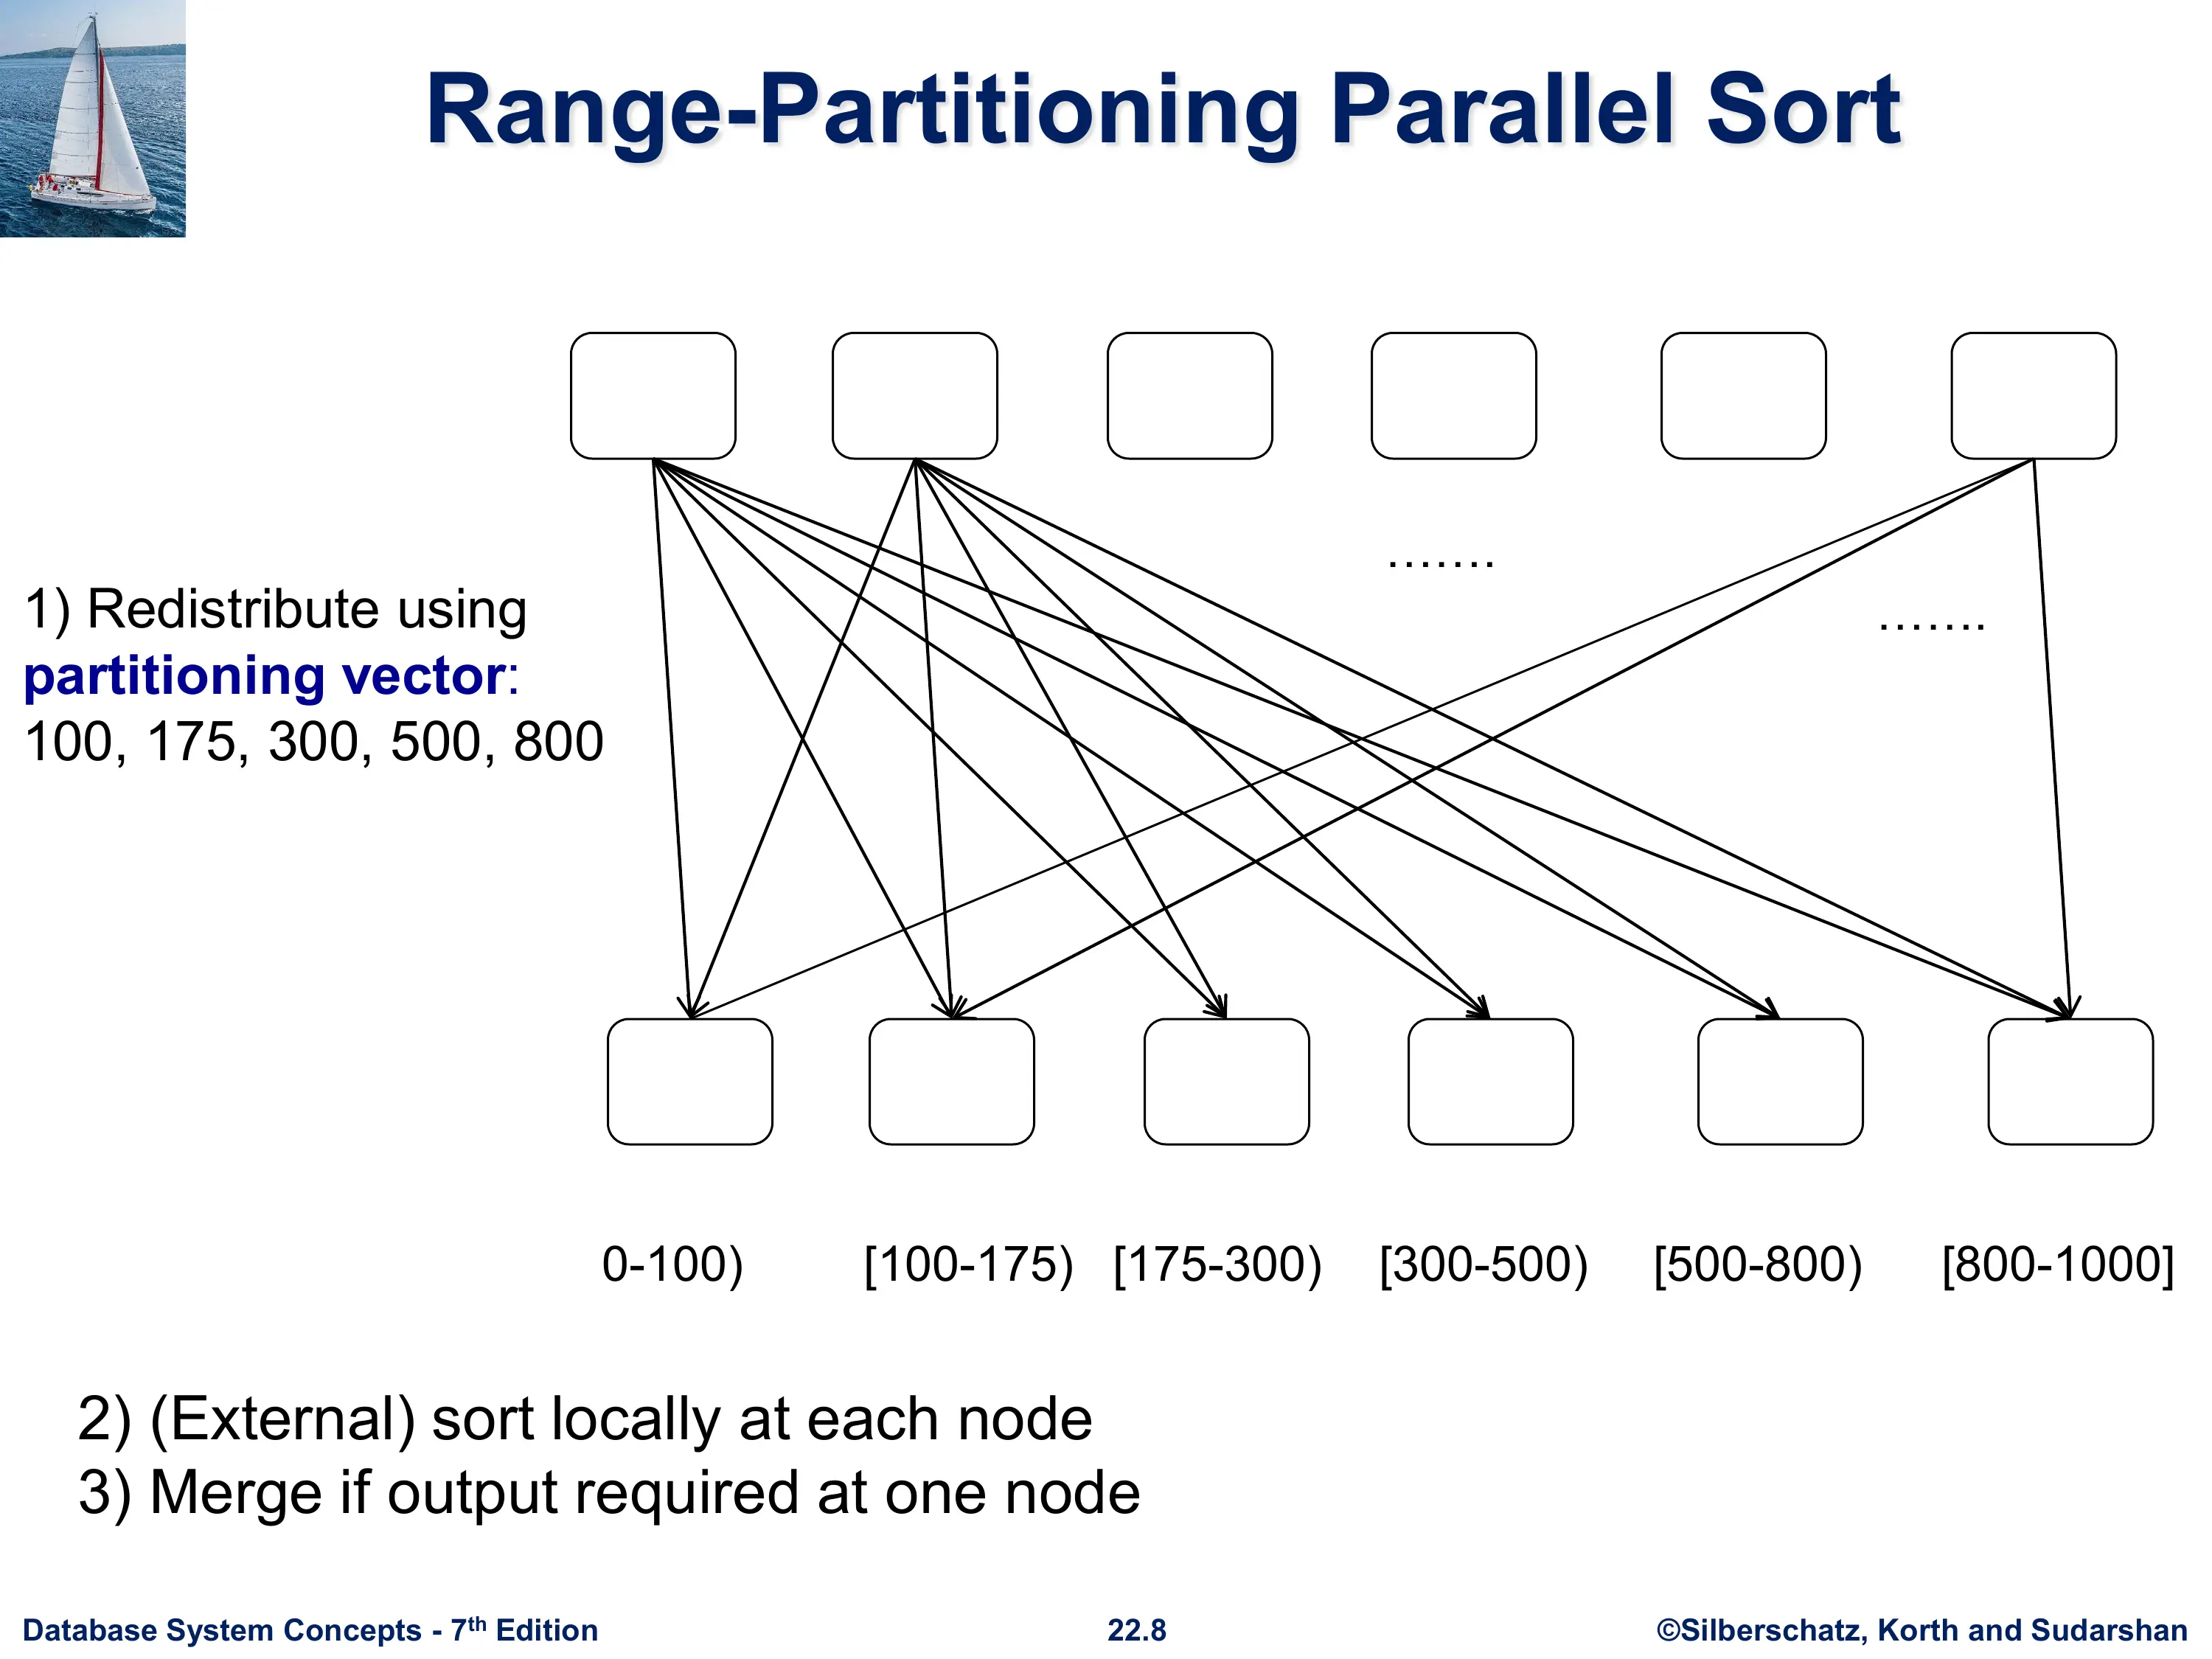 Range-Partitioning Parallel Sort
…….
…….
1) Redistribute using
partitioning vector:
100, 175, 300, 500, 800
0-100) [100-175) [175-300) [300-500) [500-800) [800-1000]
2) (External) sort locally at each node
3) Merge if output required at one node
Database System Concepts - 7th Edition 22.8 ©Silberschatz, Korth and Sudarshan